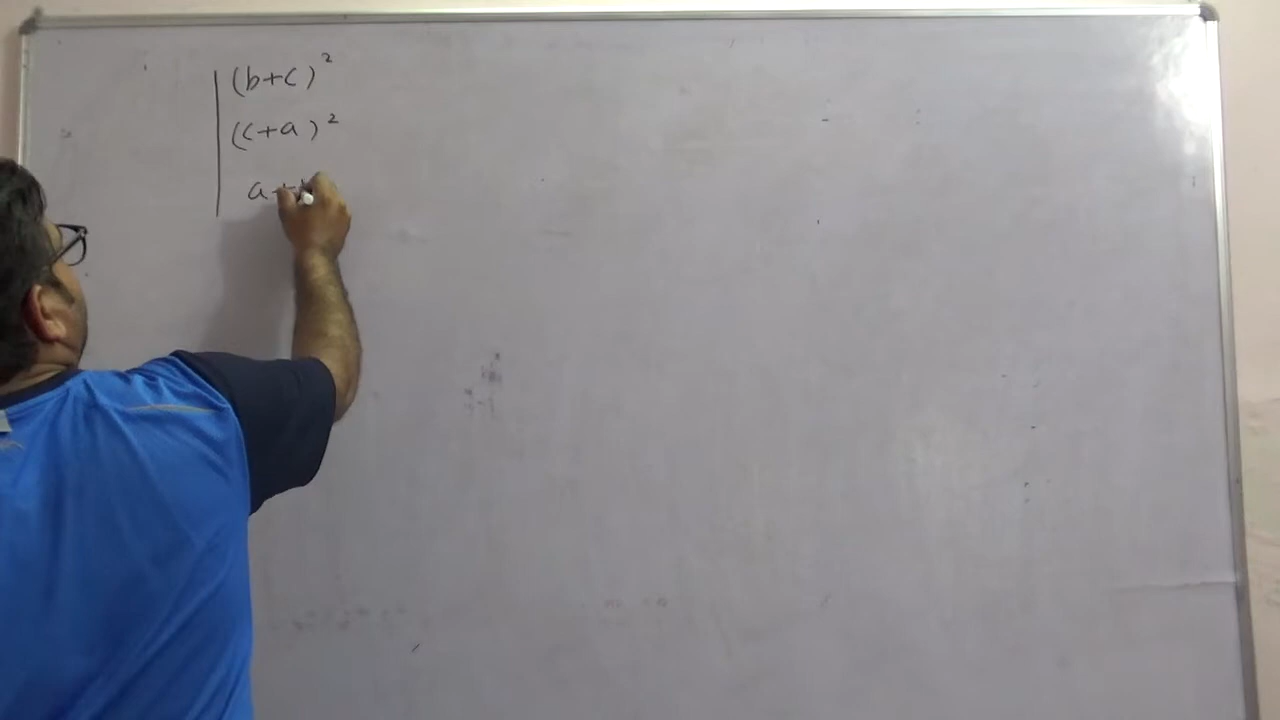 (b+c)²
(c+a)²
a+